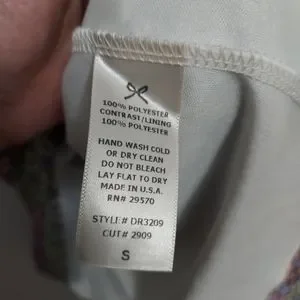 100% POLYESTER
CONTRAST/LINING
100% POLYESTER
HAND WASH COLD
OR DRY CLEAN
DO NOT BLEACH
LAY FLAT TO DRY
MADE IN U.S.A.
RN# 29570
STYLE# DR3209
CUT# 2909
S